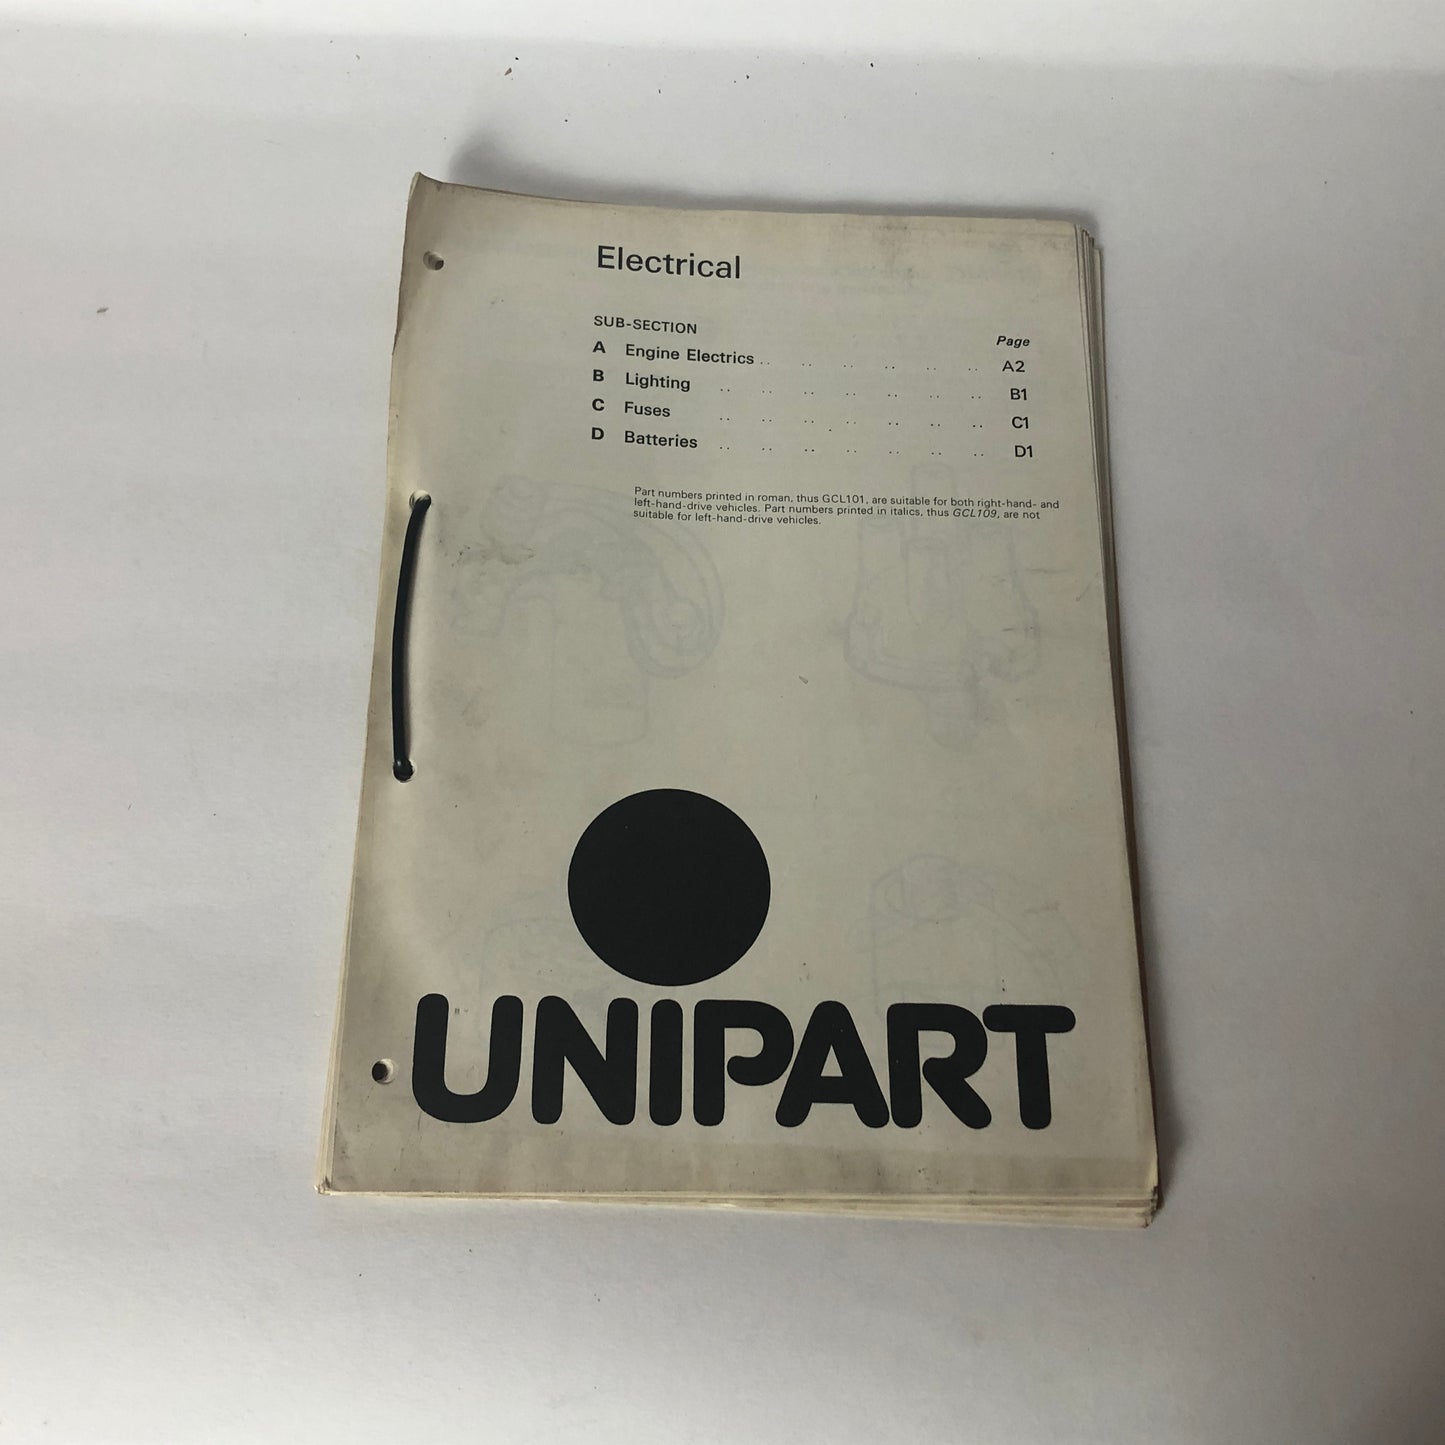 Electrical
SUB-SECTION Page
A Engine Electrics .. .. .. .. .. .. A2
B Lighting .. .. .. .. .. .. .. B1
C Fuses .. .. .. .. .. .. .. C1
D Batteries .. .. .. .. .. .. .. D1
Part numbers printed in roman, thus GCL101, are suitable for both right-hand- and
left-hand-drive vehicles. Part numbers printed in italics, thus GCL109, are not
suitable for left-hand-drive vehicles.
UNIPART